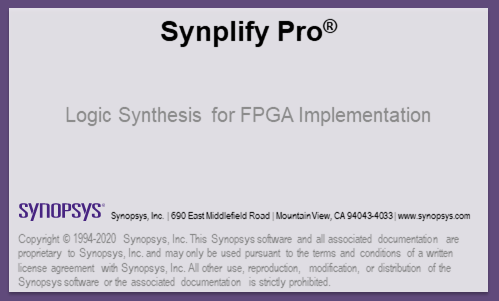 Synplify Pro®
Logic Synthesis for FPGA Implementation
SYNOPSYS® Synopsys, Inc. | 690 East Middlefield Road | Mountain View, CA 94043-4033 | www.synopsys.com
Copyright © 1994-2020 Synopsys, Inc. This Synopsys software and all associated documentation are
proprietary to Synopsys, Inc. and may only be used pursuant to the terms and conditions of a written
license agreement with Synopsys, Inc. All other use, reproduction, modification, or distribution of the
Synopsys software or the associated documentation is strictly prohibited.